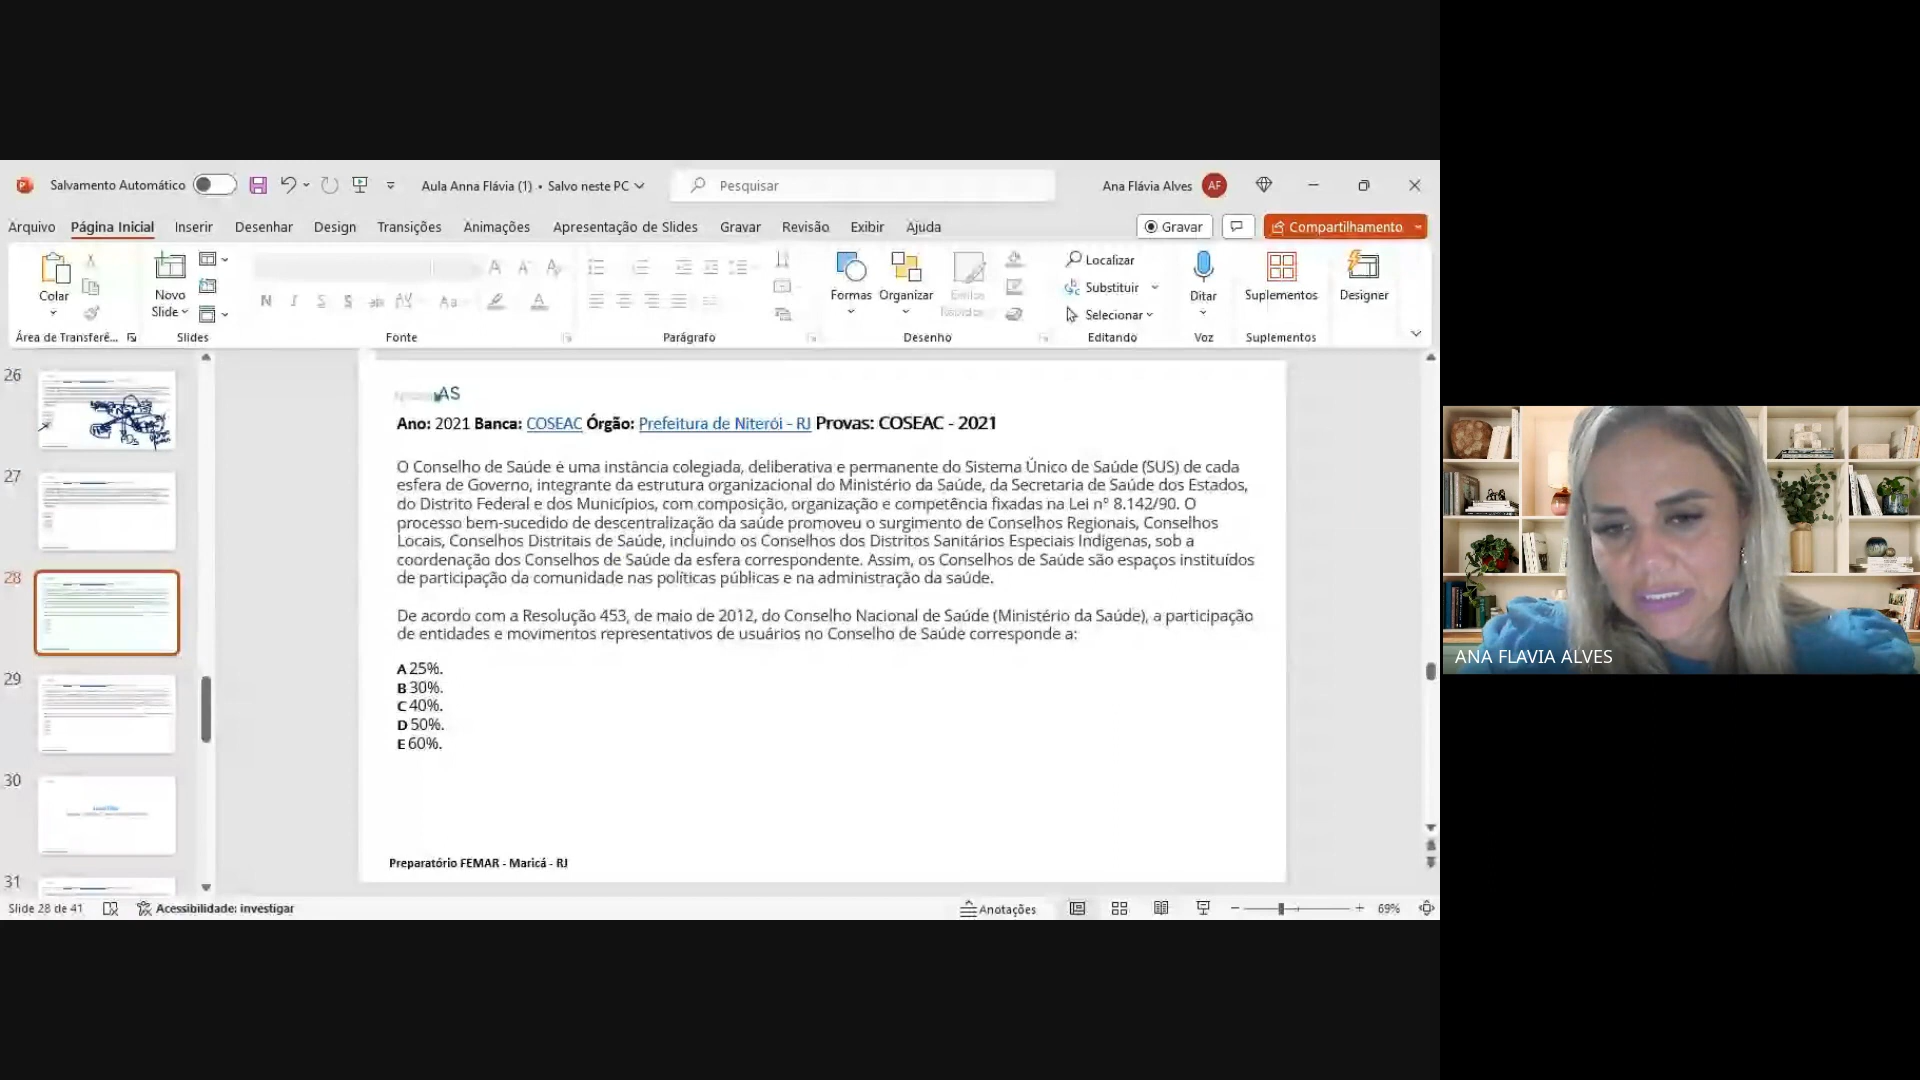 Salvamento Automático
Aula Anna Flávia (1) • Salvo neste PC
Pesquisar
Ana Flávia Alves
AF
Arquivo
Página Inicial
Inserir
Desenhar
Design
Transições
Animações
Apresentação de Slides
Gravar
Revisão
Exibir
Ajuda
Gravar
Compartilhamento
Colar
Novo
Slide
Formas
Organizar
Localizar
Substituir
Selecionar
Ditar
Suplementos
Designer
Área de Transferê...
Slides
Fonte
Parágrafo
Desenho
Editando
Voz
Suplementos
26
27
28
29
30
31
AS
Ano: 2021 Banca: COSEAC Órgão: Prefeitura de Niterói - RJ Provas: COSEAC - 2021
O Conselho de Saúde é uma instância colegiada, deliberativa e permanente do Sistema Único de Saúde (SUS) de cada
esfera de Governo, integrante da estrutura organizacional do Ministério da Saúde, da Secretaria de Saúde dos Estados,
do Distrito Federal e dos Municípios, com composição, organização e competência fixadas na Lei nº 8.142/90. O
processo bem-sucedido de descentralização da saúde promoveu o surgimento de Conselhos Regionais, Conselhos
Locais, Conselhos Distritais de Saúde, incluindo os Conselhos dos Distritos Sanitários Especiais Indígenas, sob a
coordenação dos Conselhos de Saúde da esfera correspondente. Assim, os Conselhos de Saúde são espaços instituídos
de participação da comunidade nas políticas públicas e na administração da saúde.
De acordo com a Resolução 453, de maio de 2012, do Conselho Nacional de Saúde (Ministério da Saúde), a participação
de entidades e movimentos representativos de usuários no Conselho de Saúde corresponde a:
A 25%.
B 30%.
C 40%.
D 50%.
E 60%.
Preparatório FEMAR - Maricá - RJ
Slide 28 de 41
Acessibilidade: investigar
Anotações
69%
ANA FLAVIA ALVES